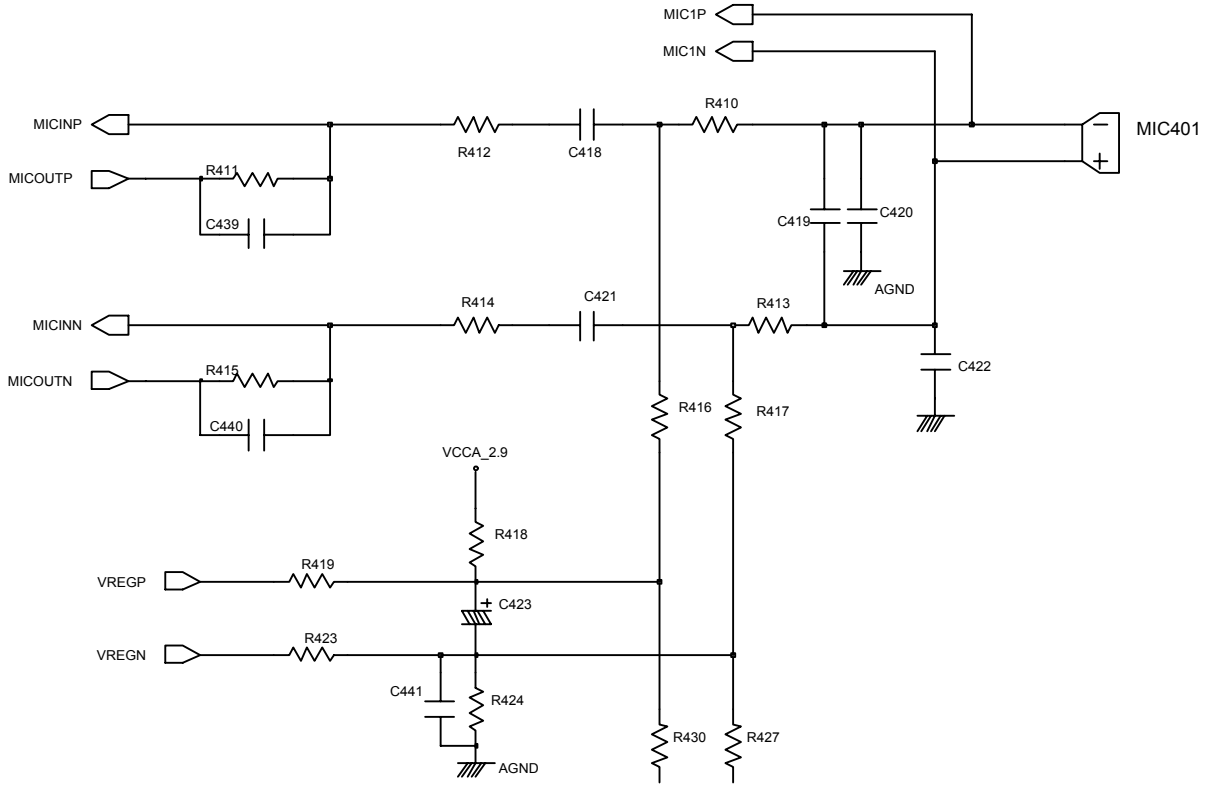 MIC1P
MIC1N
R410
MICINP
MIC401
−
+
R412
C418
R411
MICOUTP
C439
C419
C420
AGND
C421
R414
R413
MICINN
R415
MICOUTN
C422
C440
R416
R417
VCCA_2.9
R418
R419
VREGP
+
C423
R423
VREGN
C441
R424
R430
R427
AGND